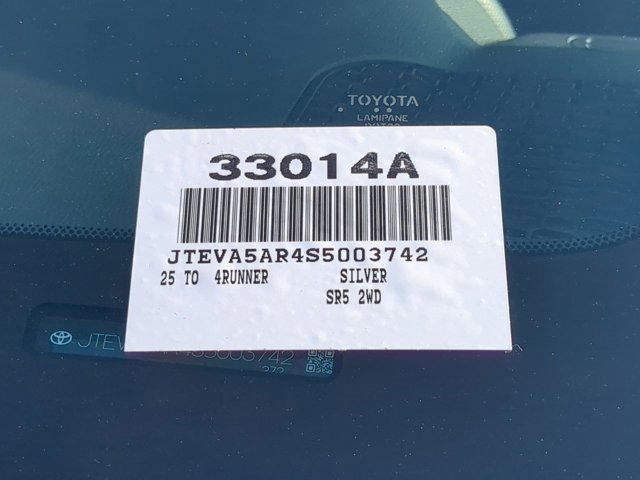 TOYOTA
LAMIPANE
33014A
JTEVA5AR4S5003742
25 TO 4RUNNER SILVER
SR5 2WD